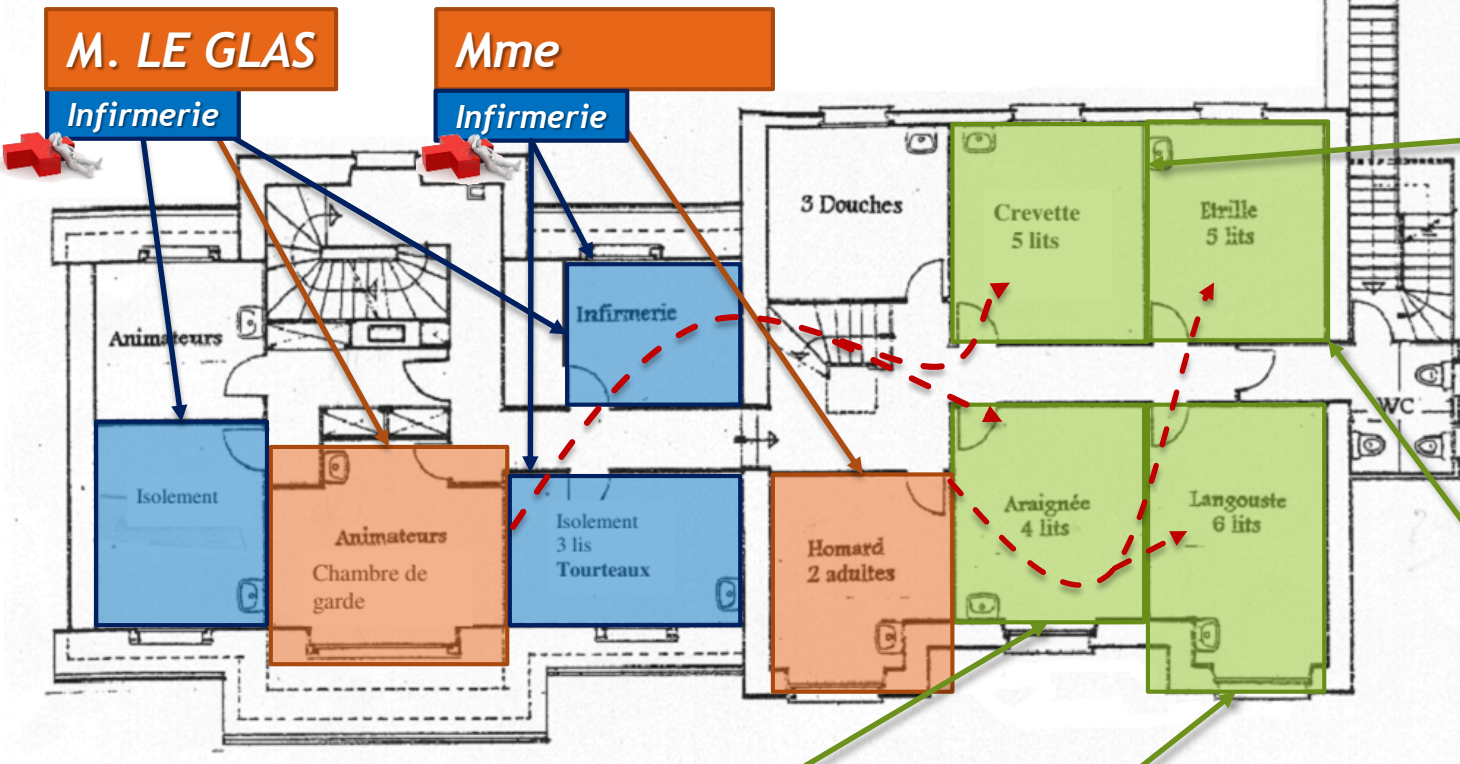 M. LE GLAS
Infirmerie
Mme
Infirmerie
3 Douches
Crevette
5 lits
Etrille
5 lits
Infirmerie
Animateurs
WC
Isolement
Animateurs
Chambre de
garde
Isolement
3 lis
Tourteaux
Homard
2 adultes
Araignée
4 lits
Langouste
6 lits